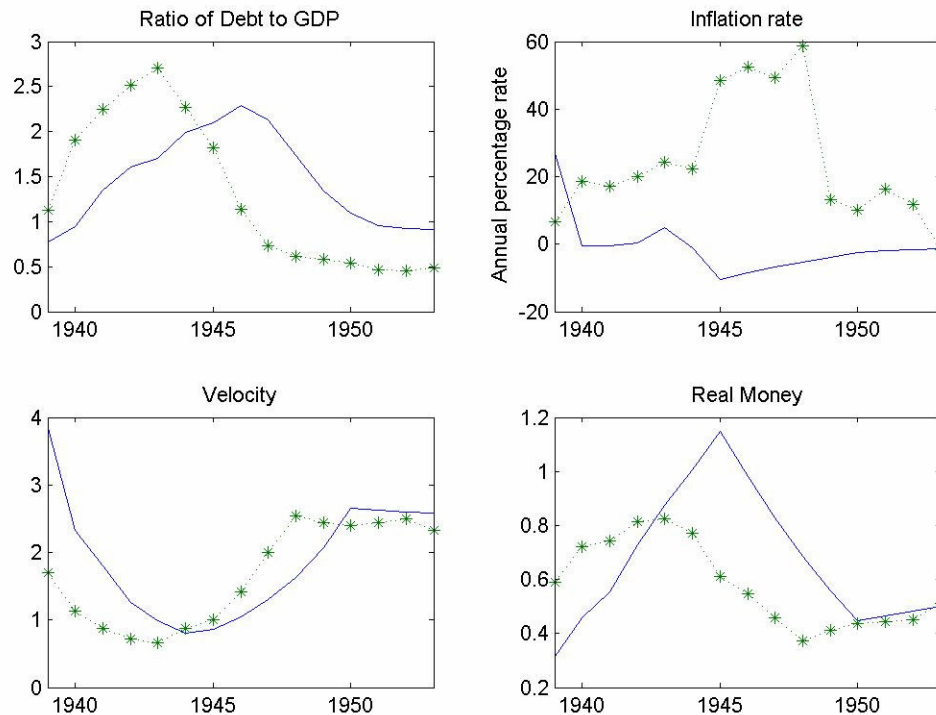 Ratio of Debt to GDP
3
2.5
2
1.5
1
0.5
0
1940 1945 1950
Inflation rate
Annual percentage rate
60
40
20
0
-20
1940 1945 1950
Velocity
4
3
2
1
0
1940 1945 1950
Real Money
1.2
1
0.8
0.6
0.4
0.2
1940 1945 1950